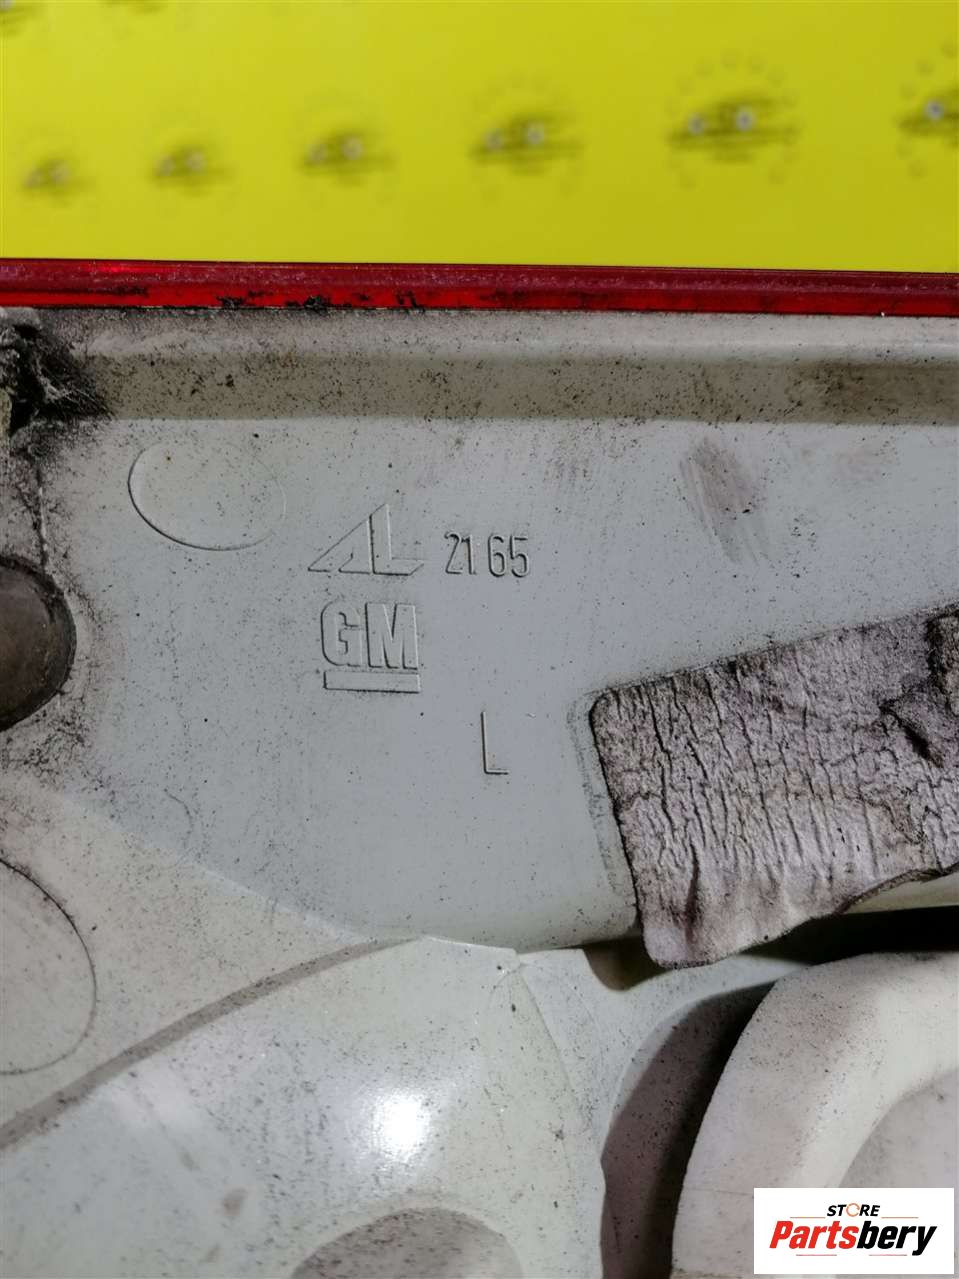 AL 2165
GM
L
STORE
Partsbery